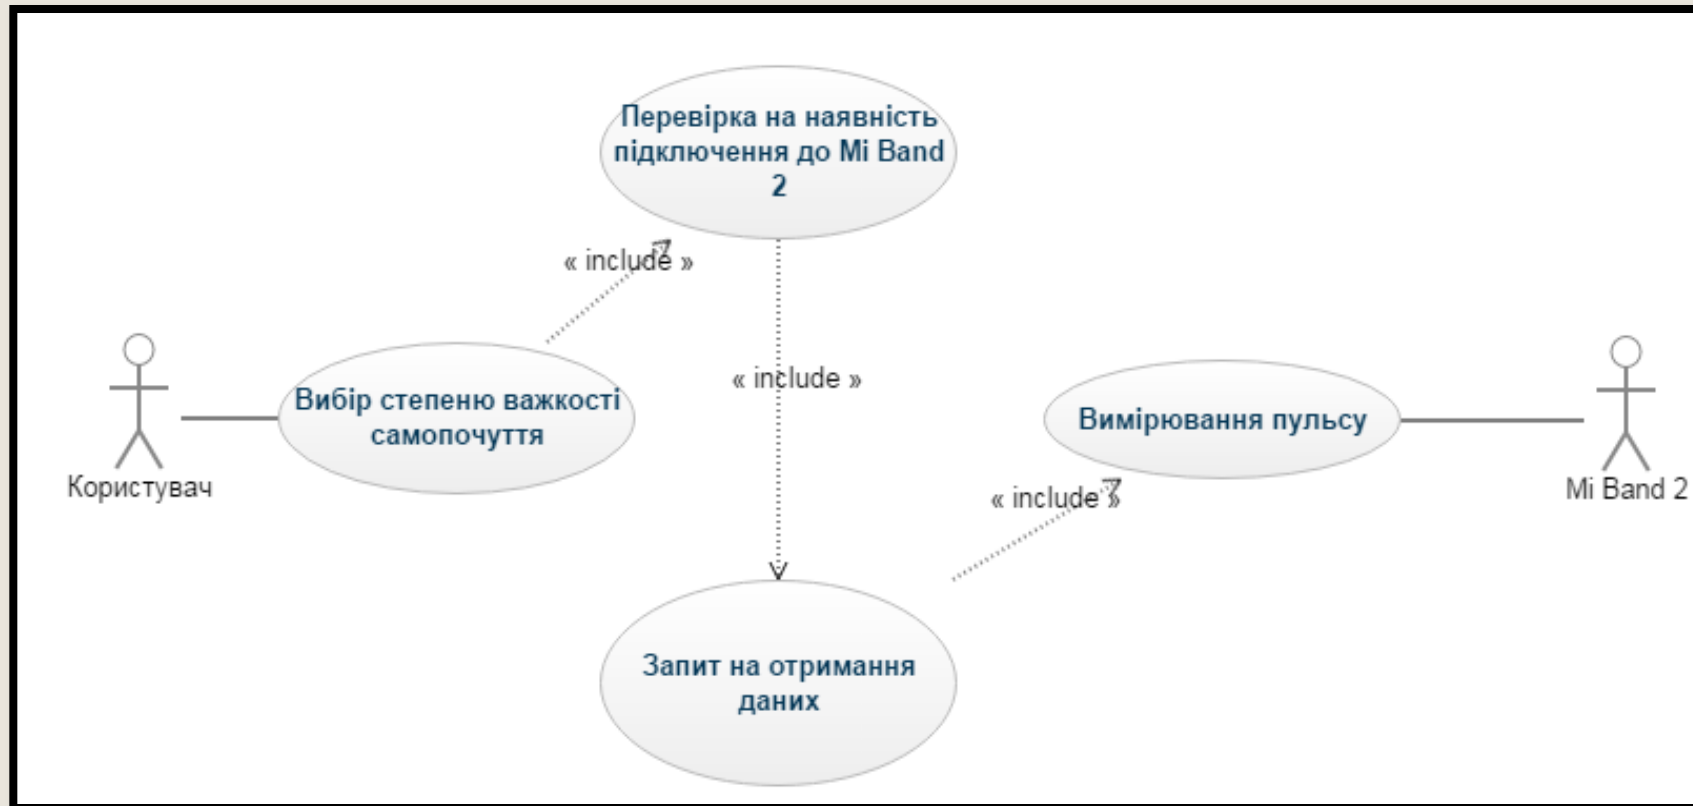 Перевірка на наявність
підключення до Mi Band
2
« include »
« include »
Вибір степеню важкості
самопочуття
Вимірювання пульсу
Користувач
« include »
Mi Band 2
Запит на отримання
даних